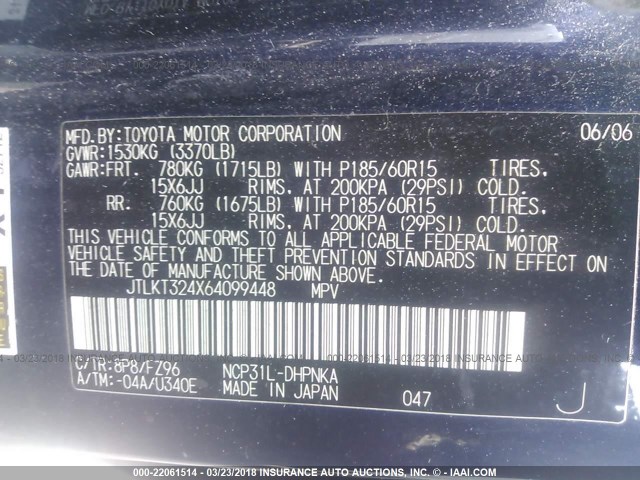 MFD.BY:TOYOTA MOTOR CORPORATION 06/06
GVWR:1530KG (3370LB)
GAWR:FRT. 780KG (1715LB) WITH P185/60R15 TIRES.
15X6JJ RIMS, AT 200KPA (29PSI) COLD.
RR. 760KG (1675LB) WITH P185/60R15 TIRES.
15X6JJ RIMS, AT 200KPA (29PSI) COLD.
THIS VEHICLE CONFORMS TO ALL APPLICABLE FEDERAL MOTOR
VEHICLE SAFETY AND THEFT PREVENTION STANDARDS IN EFFECT ON
THE DATE OF MANUFACTURE SHOWN ABOVE.
JTLKT324X64099448 MPV
C/TR:8P8/FZ96 NCP31L-DHPNKA
A/TM:-04A/U340E MADE IN JAPAN 047 J
000-22061514 - 03/23/2018 - INSURANCE AUTO AUCTIONS, INC. - © - IAAI.COM